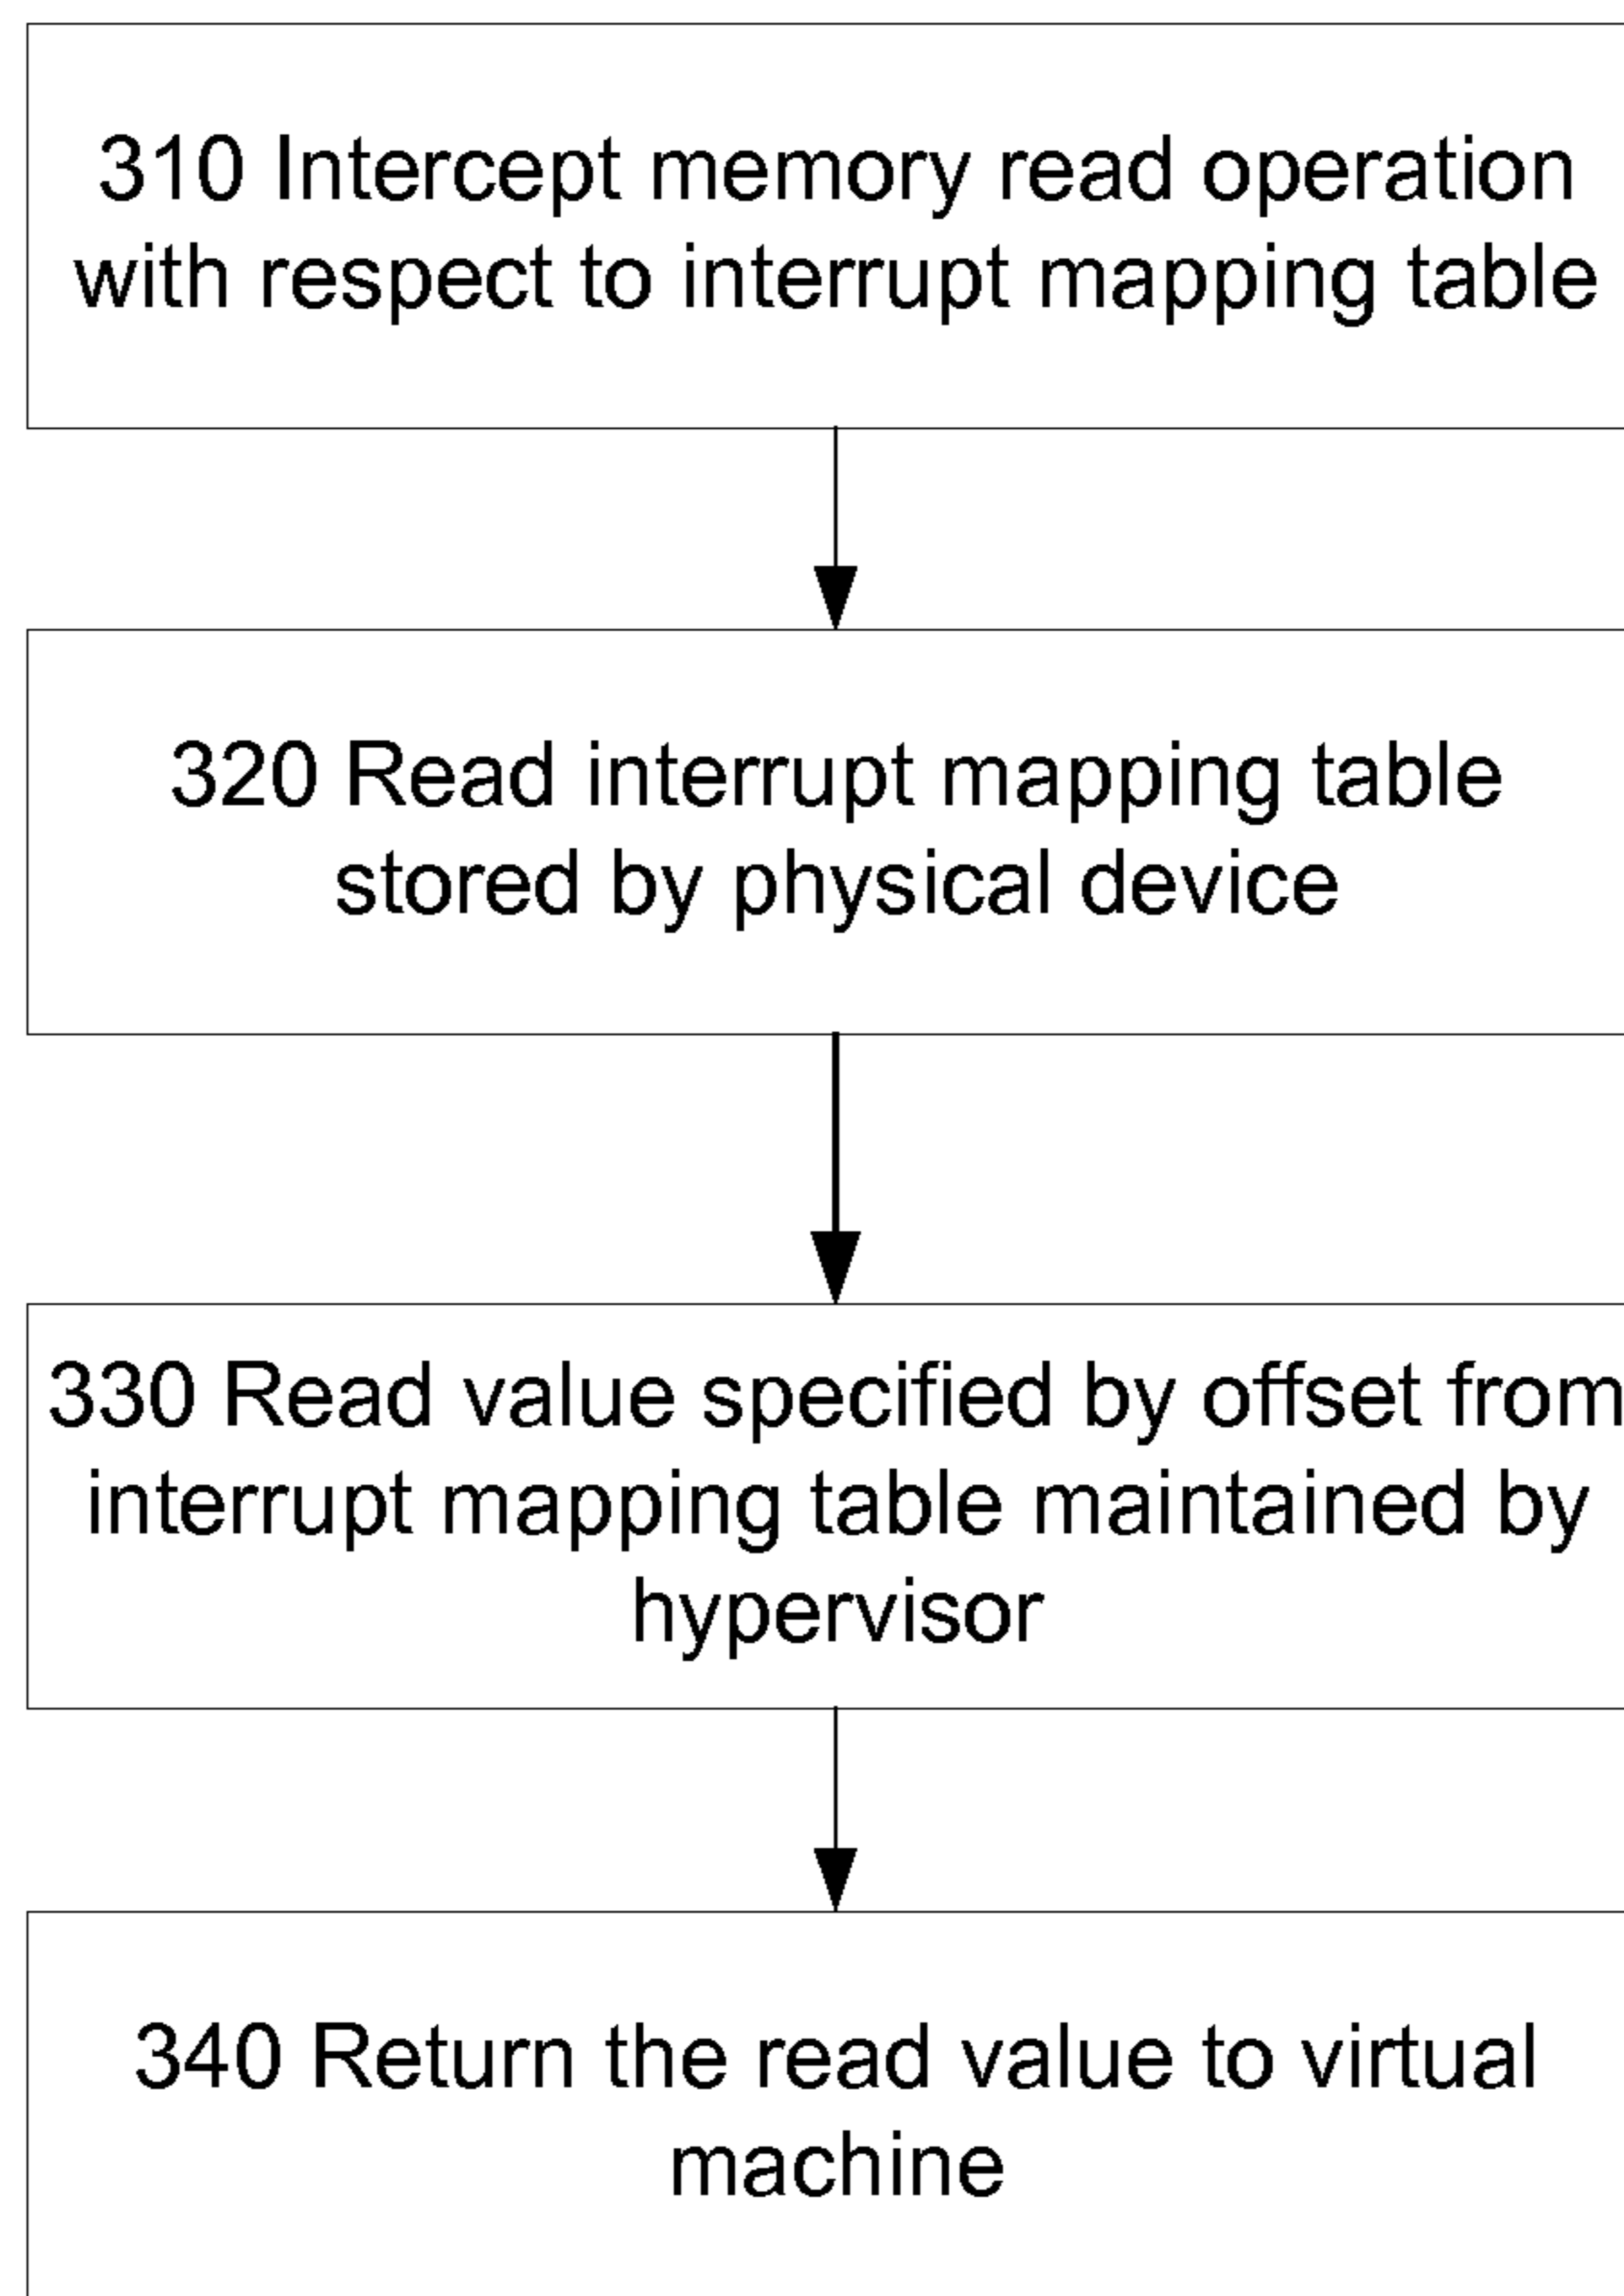 310 Intercept memory read operation
with respect to interrupt mapping table
320 Read interrupt mapping table
stored by physical device
330 Read value specified by offset from
interrupt mapping table maintained by
hypervisor
340 Return the read value to virtual
machine